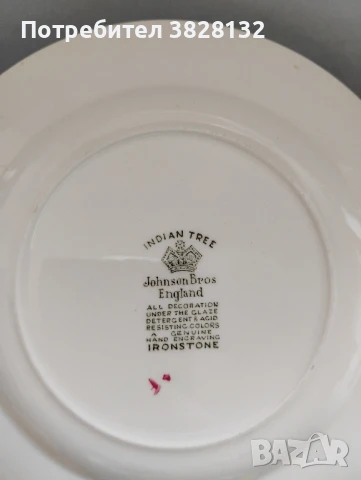 Потребител 3828132
INDIAN TREE
Johnson Bros
England
ALL DECORATION
UNDER THE GLAZE
DETERGENT & ACID
RESISTING COLORS
A GENUINE
HAND ENGRAVING
IRONSTONE
BAZAR